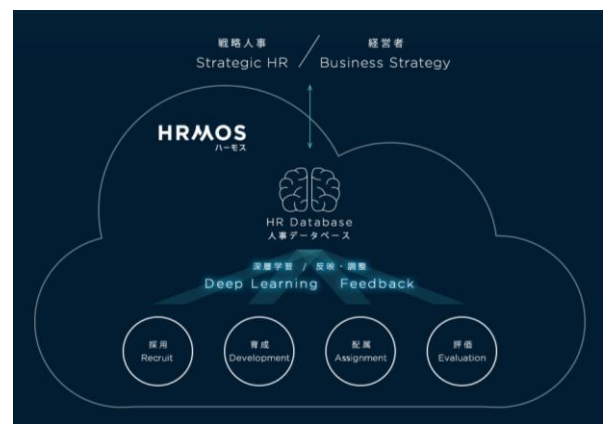 戦略人事 / 経営者
Strategic HR / Business Strategy
HRMOS
ハーモス
HR Database
人事データベース
深層学習 / 反映・調整
Deep Learning Feedback
採用
Recruit
育成
Development
配属
Assignment
評価
Evaluation